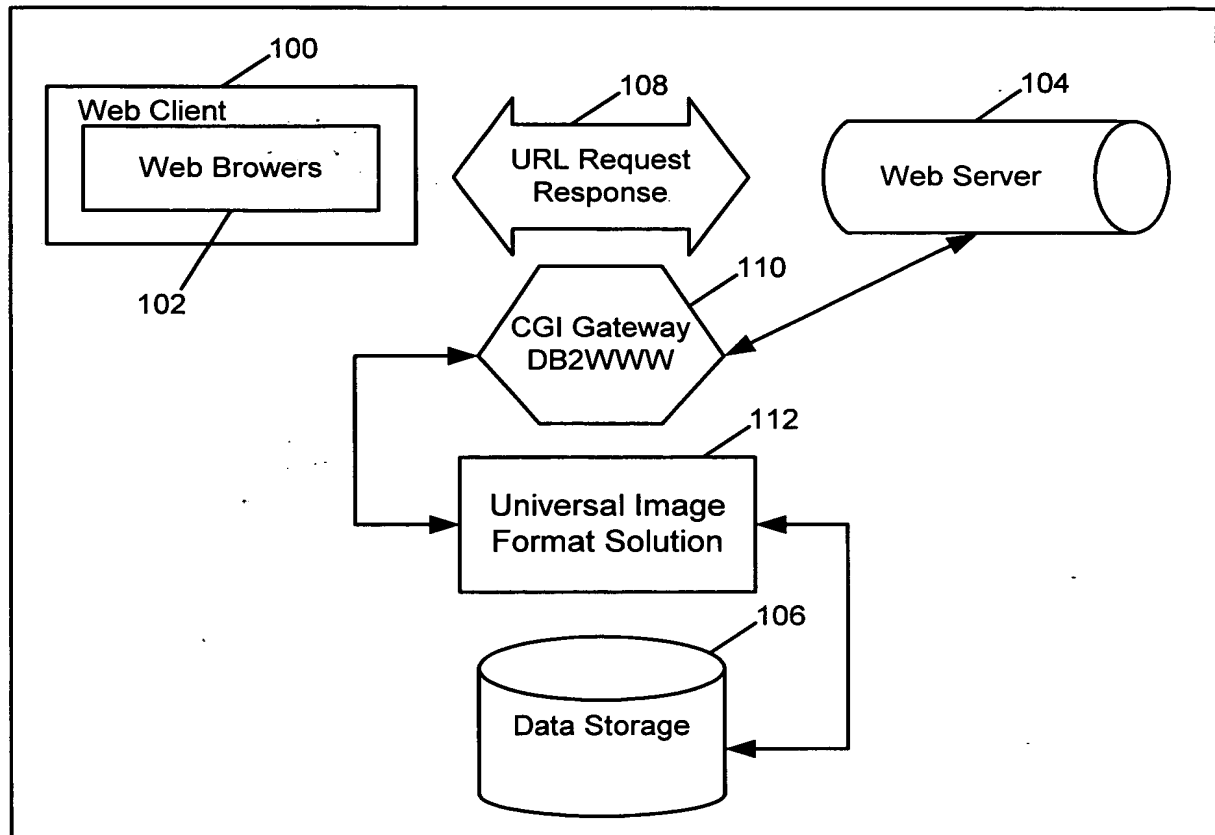 100
Web Client
Web Browers
102
108
URL Request
Response
104
Web Server
110
CGI Gateway
DB2WWW
112
Universal Image
Format Solution
106
Data Storage